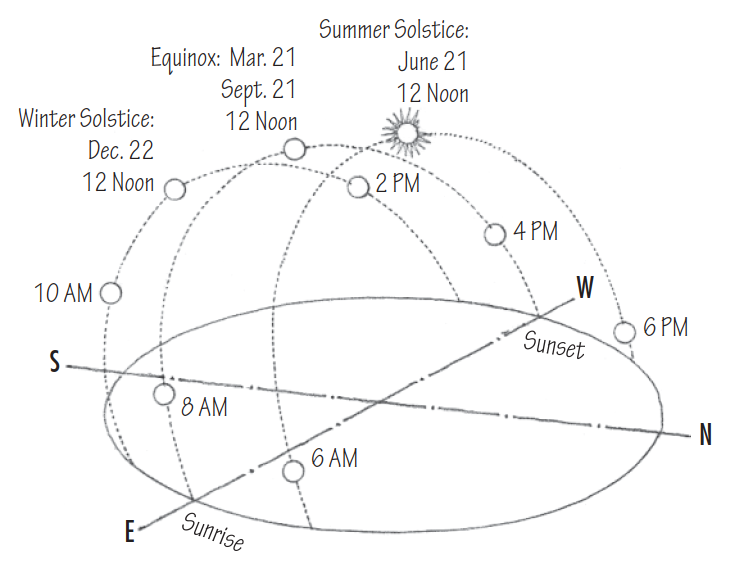 Summer Solstice:
June 21
12 Noon
Equinox: Mar. 21
Sept. 21
12 Noon
Winter Solstice:
Dec. 22
12 Noon
2 PM
4 PM
10 AM
W
6 PM
Sunset
S
8 AM
N
6 AM
E
Sunrise